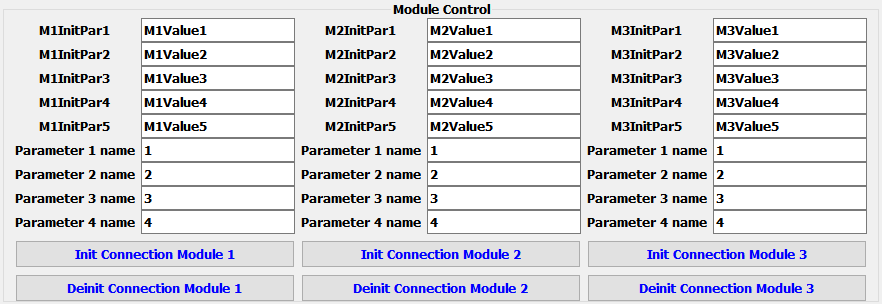 Module Control
M1InitPar1 M1Value1 M2InitPar1 M2Value1 M3InitPar1 M3Value1
M1InitPar2 M1Value2 M2InitPar2 M2Value2 M3InitPar2 M3Value2
M1InitPar3 M1Value3 M2InitPar3 M2Value3 M3InitPar3 M3Value3
M1InitPar4 M1Value4 M2InitPar4 M2Value4 M3InitPar4 M3Value4
M1InitPar5 M1Value5 M2InitPar5 M2Value5 M3InitPar5 M3Value5
Parameter 1 name 1 Parameter 1 name 1 Parameter 1 name 1
Parameter 2 name 2 Parameter 2 name 2 Parameter 2 name 2
Parameter 3 name 3 Parameter 3 name 3 Parameter 3 name 3
Parameter 4 name 4 Parameter 4 name 4 Parameter 4 name 4
Init Connection Module 1 Init Connection Module 2 Init Connection Module 3
Deinit Connection Module 1 Deinit Connection Module 2 Deinit Connection Module 3